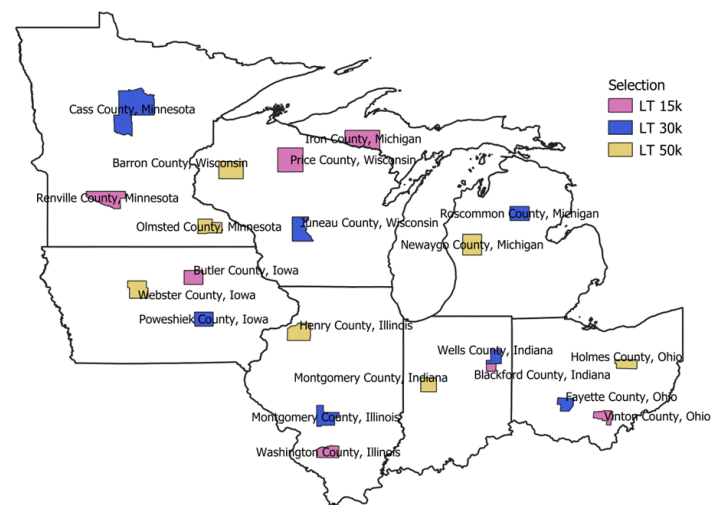 Selection
LT 15k
LT 30k
LT 50k
Cass County, Minnesota
Iron County, Michigan
Barron County, Wisconsin
Price County, Wisconsin
Renville County, Minnesota
Roscommon County, Michigan
Olmsted County, Minnesota
Juneau County, Wisconsin
Newaygo County, Michigan
Butler County, Iowa
Webster County, Iowa
Poweshiek County, Iowa
Henry County, Illinois
Wells County, Indiana
Holmes County, Ohio
Montgomery County, Indiana
Blackford County, Indiana
Fayette County, Ohio
Montgomery County, Illinois
Vinton County, Ohio
Washington County, Illinois